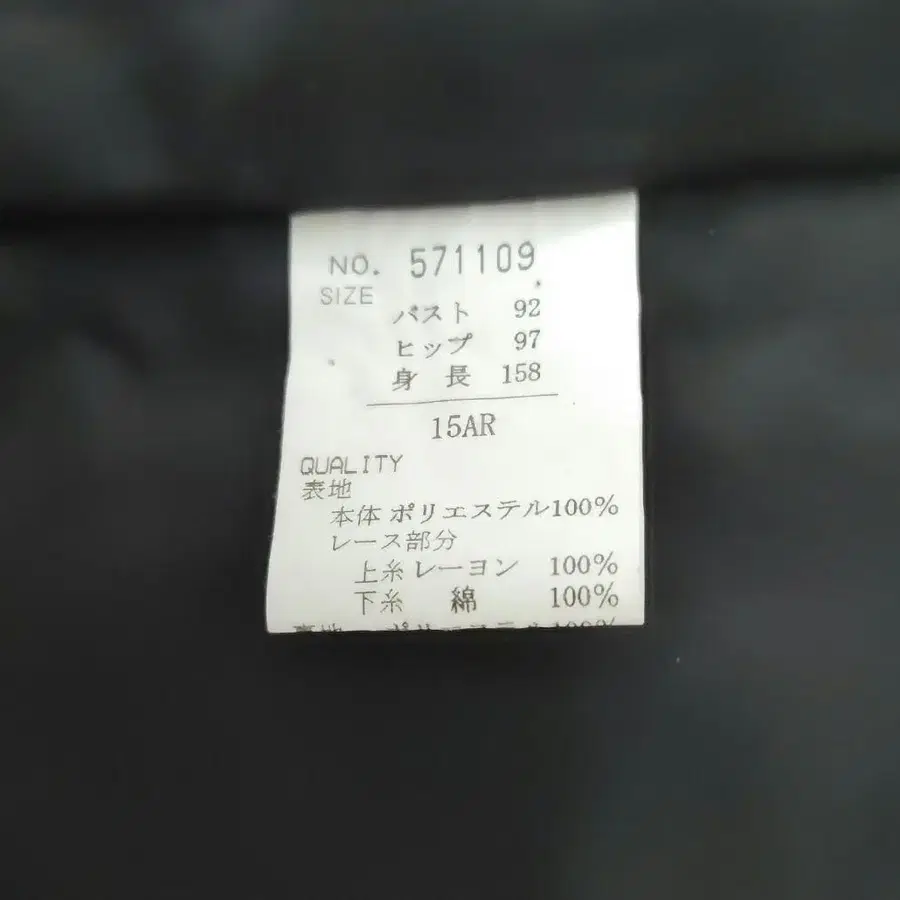 NO. 571109
SIZE
バスト 92
ヒップ 97
身長 158
15AR
QUALITY
表地
本体 ポリエステル100%
レース部分
上糸 レーヨン 100%
下糸 綿 100%